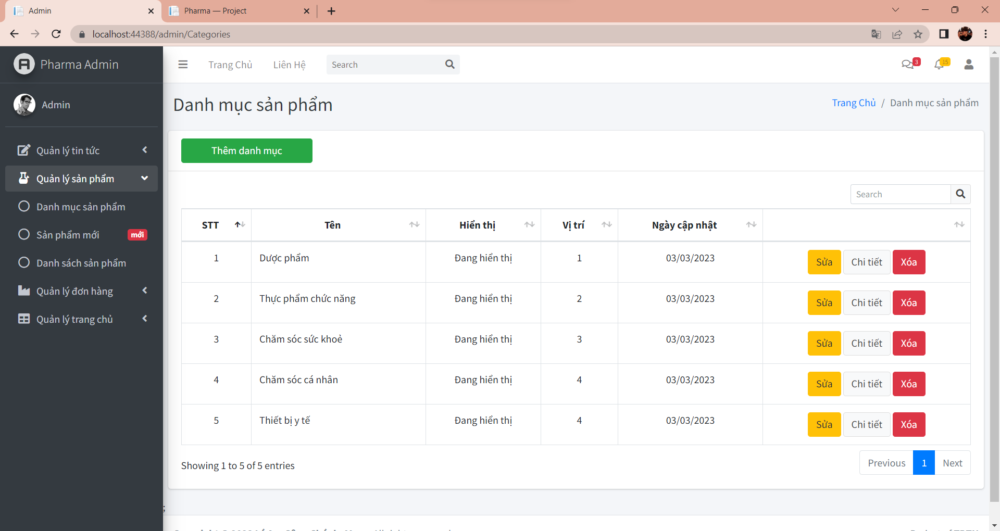 Admin
Pharma — Project
localhost:44388/admin/Categories
Pharma Admin
Trang Chủ
Liên Hệ
Search
3
15
Admin
Danh mục sản phẩm
Trang Chủ / Danh mục sản phẩm
Quản lý tin tức
Quản lý sản phẩm
Danh mục sản phẩm
Sản phẩm mới mới
Danh sách sản phẩm
Quản lý đơn hàng
Quản lý trang chủ
Thêm danh mục
Search
STT Tên Hiển thị Vị trí Ngày cập nhật
1 Dược phẩm Đang hiển thị 1 03/03/2023 Sửa Chi tiết Xóa
2 Thực phẩm chức năng Đang hiển thị 2 03/03/2023 Sửa Chi tiết Xóa
3 Chăm sóc sức khoẻ Đang hiển thị 3 03/03/2023 Sửa Chi tiết Xóa
4 Chăm sóc cá nhân Đang hiển thị 4 03/03/2023 Sửa Chi tiết Xóa
5 Thiết bị y tế Đang hiển thị 4 03/03/2023 Sửa Chi tiết Xóa
Showing 1 to 5 of 5 entries
Previous 1 Next
;